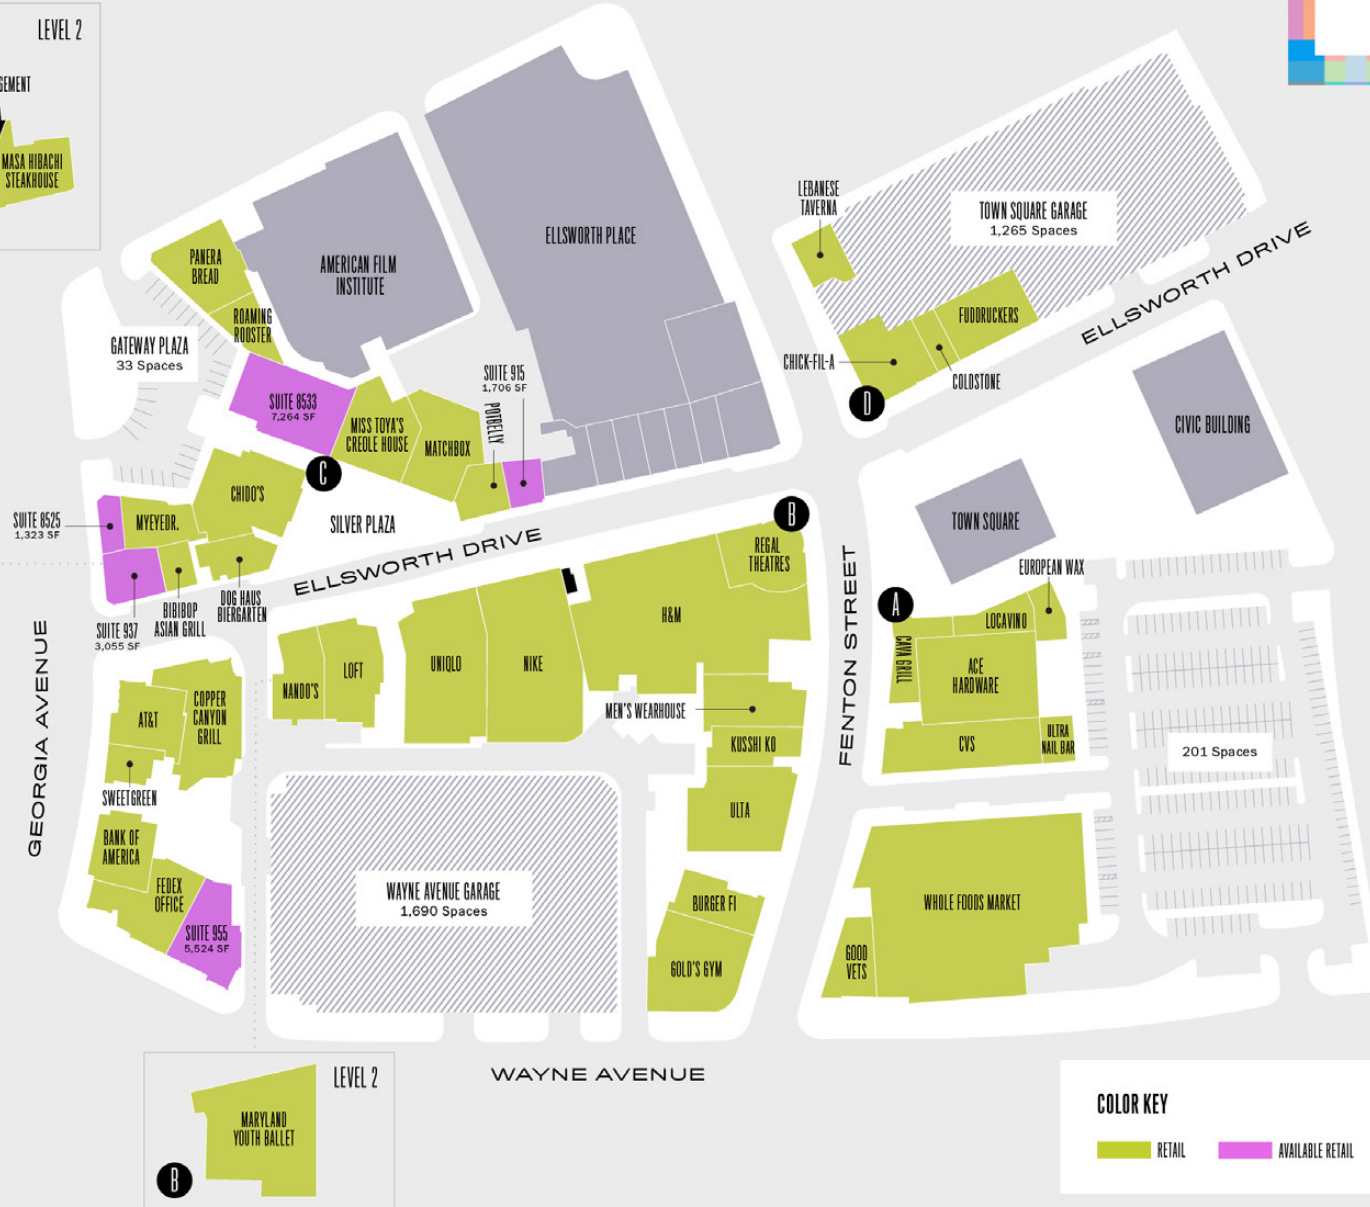 LEVEL 2
MASA HIBACHI
STEAKHOUSE
PANERA
BREAD
ROAMING
ROOSTER
AMERICAN FILM
INSTITUTE
ELLSWORTH PLACE
LEBANESE
TAVERNA
TOWN SQUARE GARAGE
1,265 Spaces
FUDDRUCKERS
CHICK-FIL-A
COLDSTONE
D
ELLSWORTH DRIVE
CIVIC BUILDING
TOWN SQUARE
GATEWAY PLAZA
33 Spaces
SUITE 8533
7,264 SF
SUITE 915
1,706 SF
POTBELLY
MISS TOYA'S
CREOLE HOUSE
MATCHBOX
C
CHIDO'S
SILVER PLAZA
SUITE 8525
1,323 SF
MYEYEDR.
SUITE 937
3,055 SF
BIBIBOP
ASIAN GRILL
DOG HAUS
BIERGARTEN
ELLSWORTH DRIVE
B
REGAL
THEATRES
H&M
UNIQLO
NIKE
LOFT
NANDO'S
MEN'S WEARHOUSE
KUSSHI KO
ULTA
FENTON STREET
A
EUROPEAN WAX
LOCAVINO
CAVA GRILL
ACE
HARDWARE
CVS
ULTRA
NAIL BAR
201 Spaces
GEORGIA AVENUE
AT&T
COPPER
CANYON
GRILL
SWEETGREEN
BANK OF
AMERICA
FEDEX
OFFICE
SUITE 955
5,524 SF
WAYNE AVENUE GARAGE
1,690 Spaces
BURGER FI
GOLD'S GYM
WHOLE FOODS MARKET
GOOD
VETS
WAYNE AVENUE
LEVEL 2
MARYLAND
YOUTH BALLET
B
COLOR KEY
RETAIL
AVAILABLE RETAIL